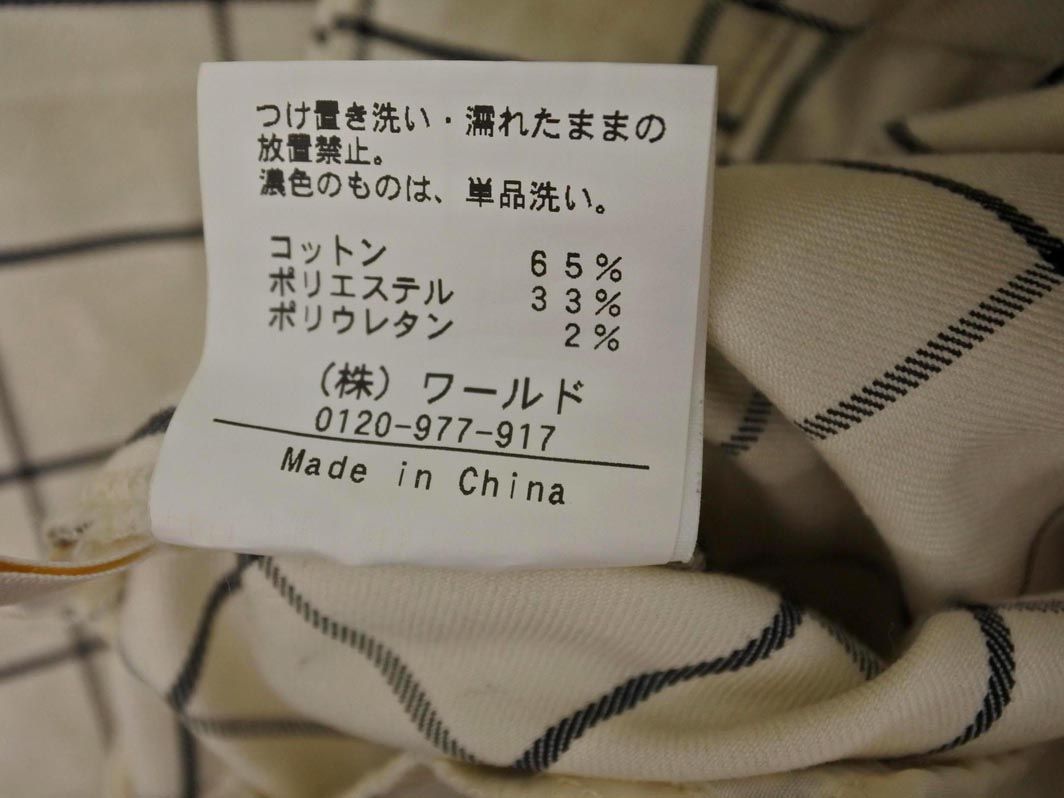 つけ置き洗い・濡れたままの
放置禁止。
濃色のものは、単品洗い。
コットン 65%
ポリエステル 33%
ポリウレタン 2%
（株）ワールド
0120-977-917
Made in China